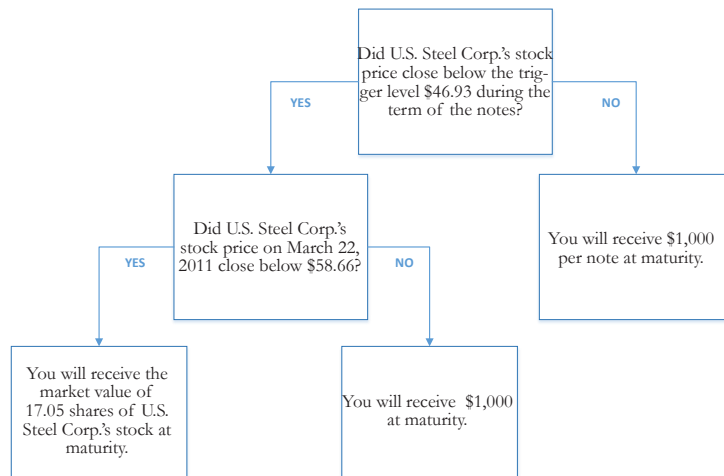 Did U.S. Steel Corp.'s stock
price close below the trig-
ger level $46.93 during the
term of the notes?
YES
NO
Did U.S. Steel Corp.'s
stock price on March 22,
2011 close below $58.66?
You will receive $1,000
per note at maturity.
YES
NO
You will receive the
market value of
17.05 shares of U.S.
Steel Corp.'s stock at
maturity.
You will receive $1,000
at maturity.